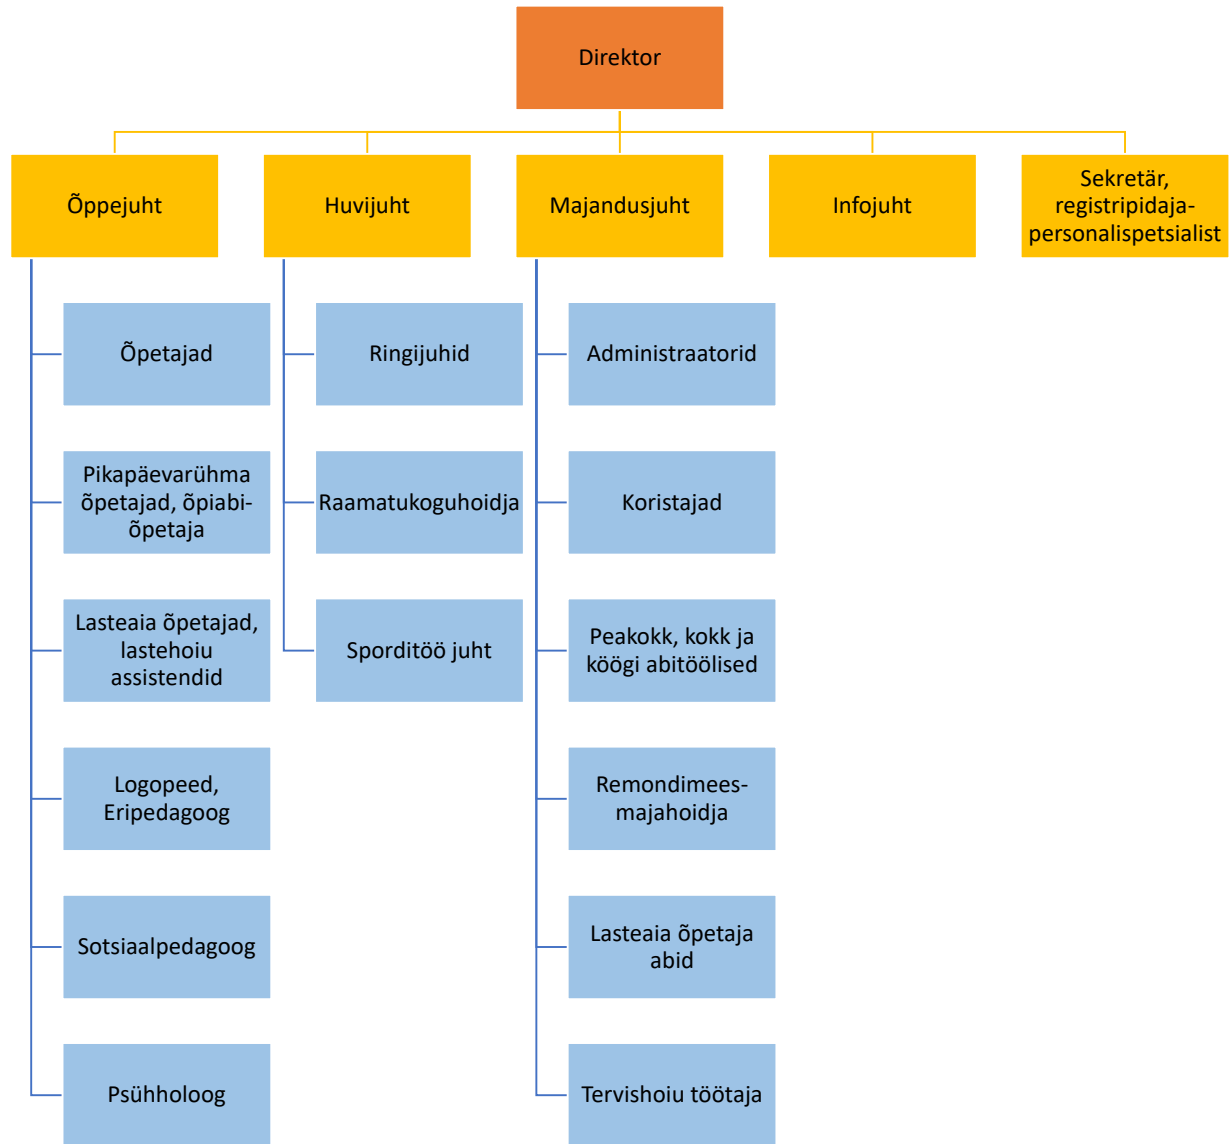 Direktor
Õppejuht
Huvijuht
Majandusjuht
Infojuht
Sekretär,
registripidaja-
personalispetsialist
Õpetajad
Pikapäevarühma
õpetajad, õpiabi-
õpetaja
Lasteaia õpetajad,
lastehoiu
assistendid
Logopeed,
Eripedagoog
Sotsiaalpedagoog
Psühholoog
Ringijuhid
Raamatukoguhoidja
Sporditöö juht
Administraatorid
Koristajad
Peakokk, kokk ja
köögi abitöölised
Remondimees-
majahoidja
Lasteaia õpetaja
abid
Tervishoiu töötaja